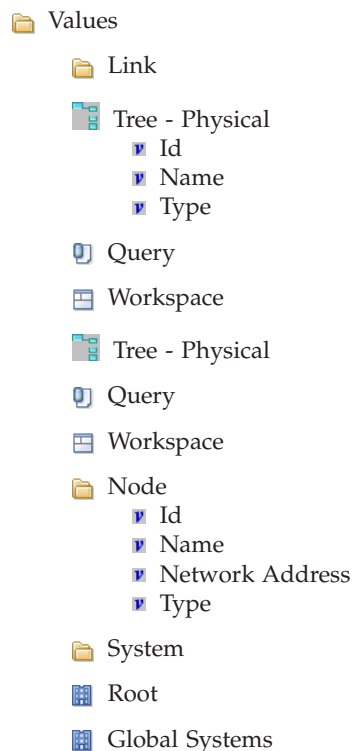 Values
Link
Tree - Physical
Id
Name
Type
Query
Workspace
Tree - Physical
Query
Workspace
Node
Id
Name
Network Address
Type
System
Root
Global Systems